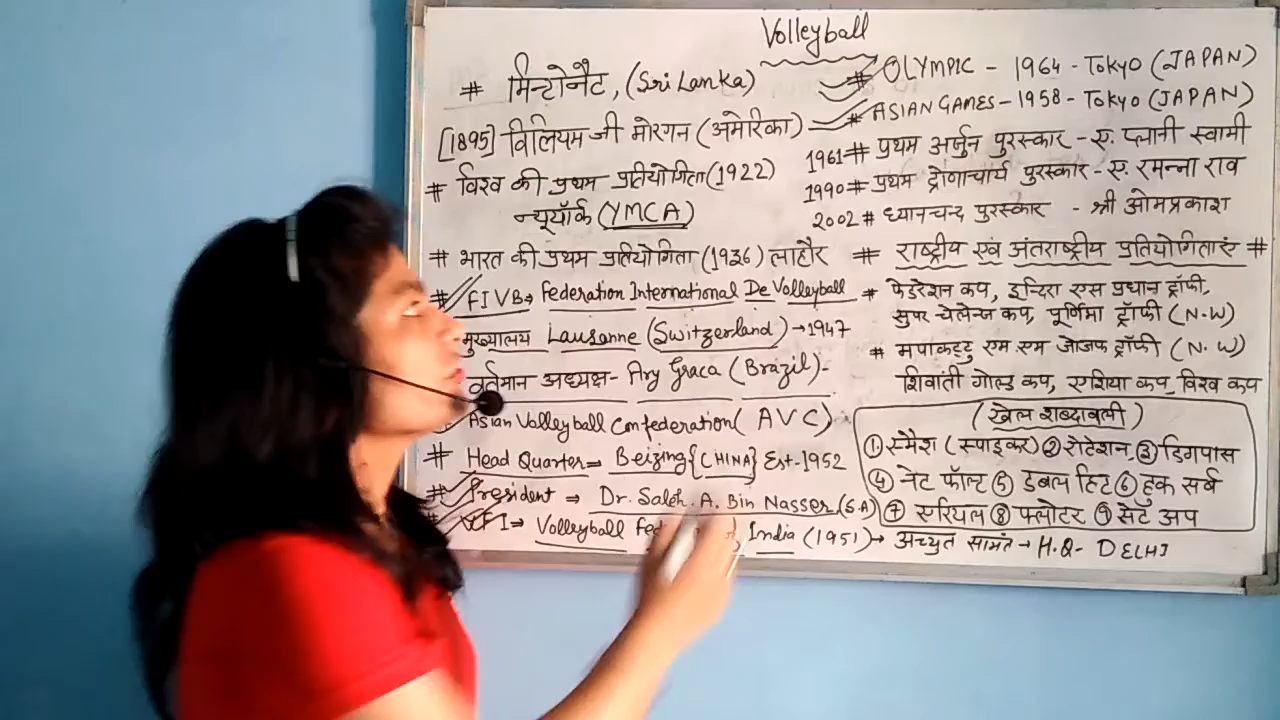 Volleyball
# मिन्टोनैट, (Sri Lanka)
[1895] विलियम जी मोरगन (अमेरिका)
# विश्व की प्रथम प्रतियोगिता (1922)
न्यूयॉर्क (YMCA)
# भारत की प्रथम प्रतियोगिता (1936) लाहौर
# FIVB→ Federation International De Volleyball
मुख्यालय Lausanne (Switzerland) →1947
वर्तमान अध्यक्ष- Ary Graca (Brazil)-
Asian Volleyball Confederation( AVC)
# Head Quarter= Beizing{CHINA} Est-1952
# President ⇒ Dr. Saleh. A. Bin Nasser(S.A)
# VFI→ Volleyball India (1951)→ अच्युत सामंत → H.Q- DELHI
# OLYMPIC - 1964 - Tokyo (JAPAN)
# ASIAN GAMES - 1958 - Tokyo (JAPAN)
1961# प्रथम अर्जुन पुरस्कार - ए. प्लानी स्वामी
1990# प्रथम द्रोणाचार्य पुरस्कार - ए. रमन्ना राव
2002 # ध्यानचन्द पुरस्कार - श्री ओमप्रकाश
# राष्ट्रीय एवं अंतराष्ट्रीय प्रतियोगिताएं #
# फेडरेशन कप, इन्दिरा एस प्रधान ट्रॉफी,
सुपर चेलेन्ज कप, पूर्णिमा ट्रॉफी (N.W)
# मपाकट्टु एम.एम जोजफ ट्रॉफी (N.W)
शिवांती गोल्ड कप, एशिया कप, विश्व कप
(खेल शब्दावली)
① स्मैश (स्पाइकर) ② रोटेशन, ③ डिगपास
④ नेट फॉल्ट ⑤ डबल हिट ⑥ हुक सर्व
⑦ एरियल ⑧ फ्लोटर ⑨ सेट अप